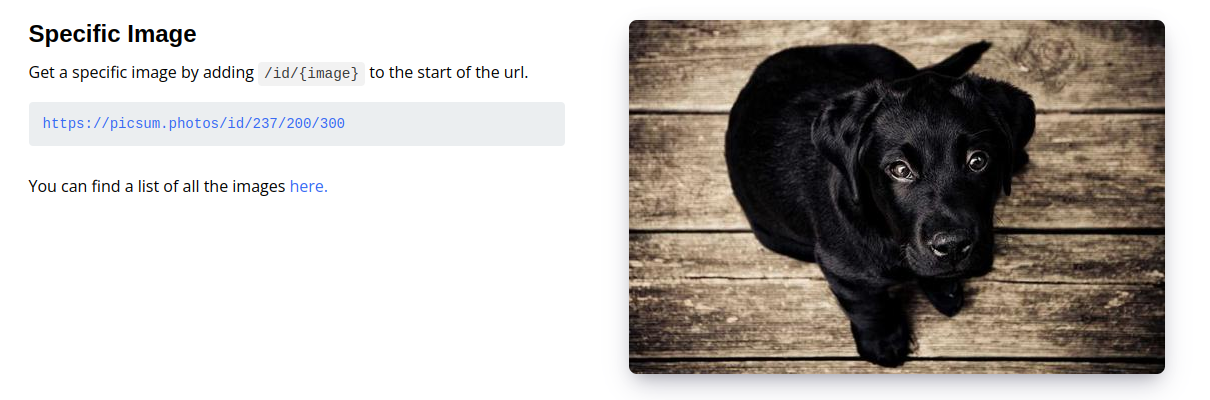 Specific Image
Get a specific image by adding /id/{image} to the start of the url.
https://picsum.photos/id/237/200/300
You can find a list of all the images here.